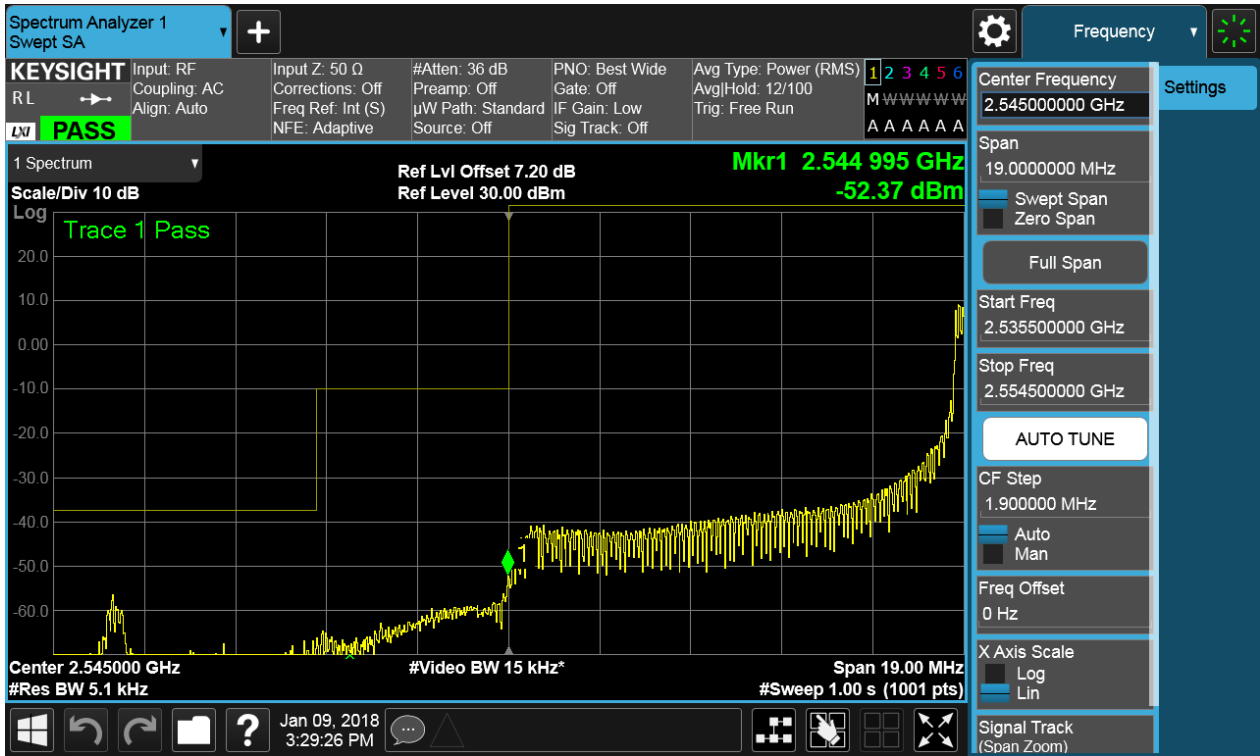 Spectrum Analyzer 1
Swept SA
+
Frequency
KEYSIGHT
RL
LXI PASS
Input: RF
Coupling: AC
Align: Auto
Input Z: 50 Ω
Corrections: Off
Freq Ref: Int (S)
NFE: Adaptive
#Atten: 36 dB
Preamp: Off
µW Path: Standard
Source: Off
PNO: Best Wide
Gate: Off
IF Gain: Low
Sig Track: Off
Avg Type: Power (RMS)
Avg|Hold: 12/100
Trig: Free Run
1 2 3 4 5 6
M W W W W W
A A A A A A
Center Frequency
2.545000000 GHz
Settings
Span
19.0000000 MHz
Swept Span
Zero Span
Full Span
Start Freq
2.535500000 GHz
Stop Freq
2.554500000 GHz
AUTO TUNE
CF Step
1.900000 MHz
Auto
Man
Freq Offset
0 Hz
X Axis Scale
Log
Lin
Signal Track
(Span Zoom)
1 Spectrum
Scale/Div 10 dB
Ref Lvl Offset 7.20 dB
Ref Level 30.00 dBm
Mkr1 2.544 995 GHz
-52.37 dBm
Log
Trace 1 Pass
20.0
10.0
0.00
-10.0
-20.0
-30.0
-40.0
-50.0
-60.0
1
Center 2.545000 GHz
#Res BW 5.1 kHz
#Video BW 15 kHz*
Span 19.00 MHz
#Sweep 1.00 s (1001 pts)
?
Jan 09, 2018
3:29:26 PM